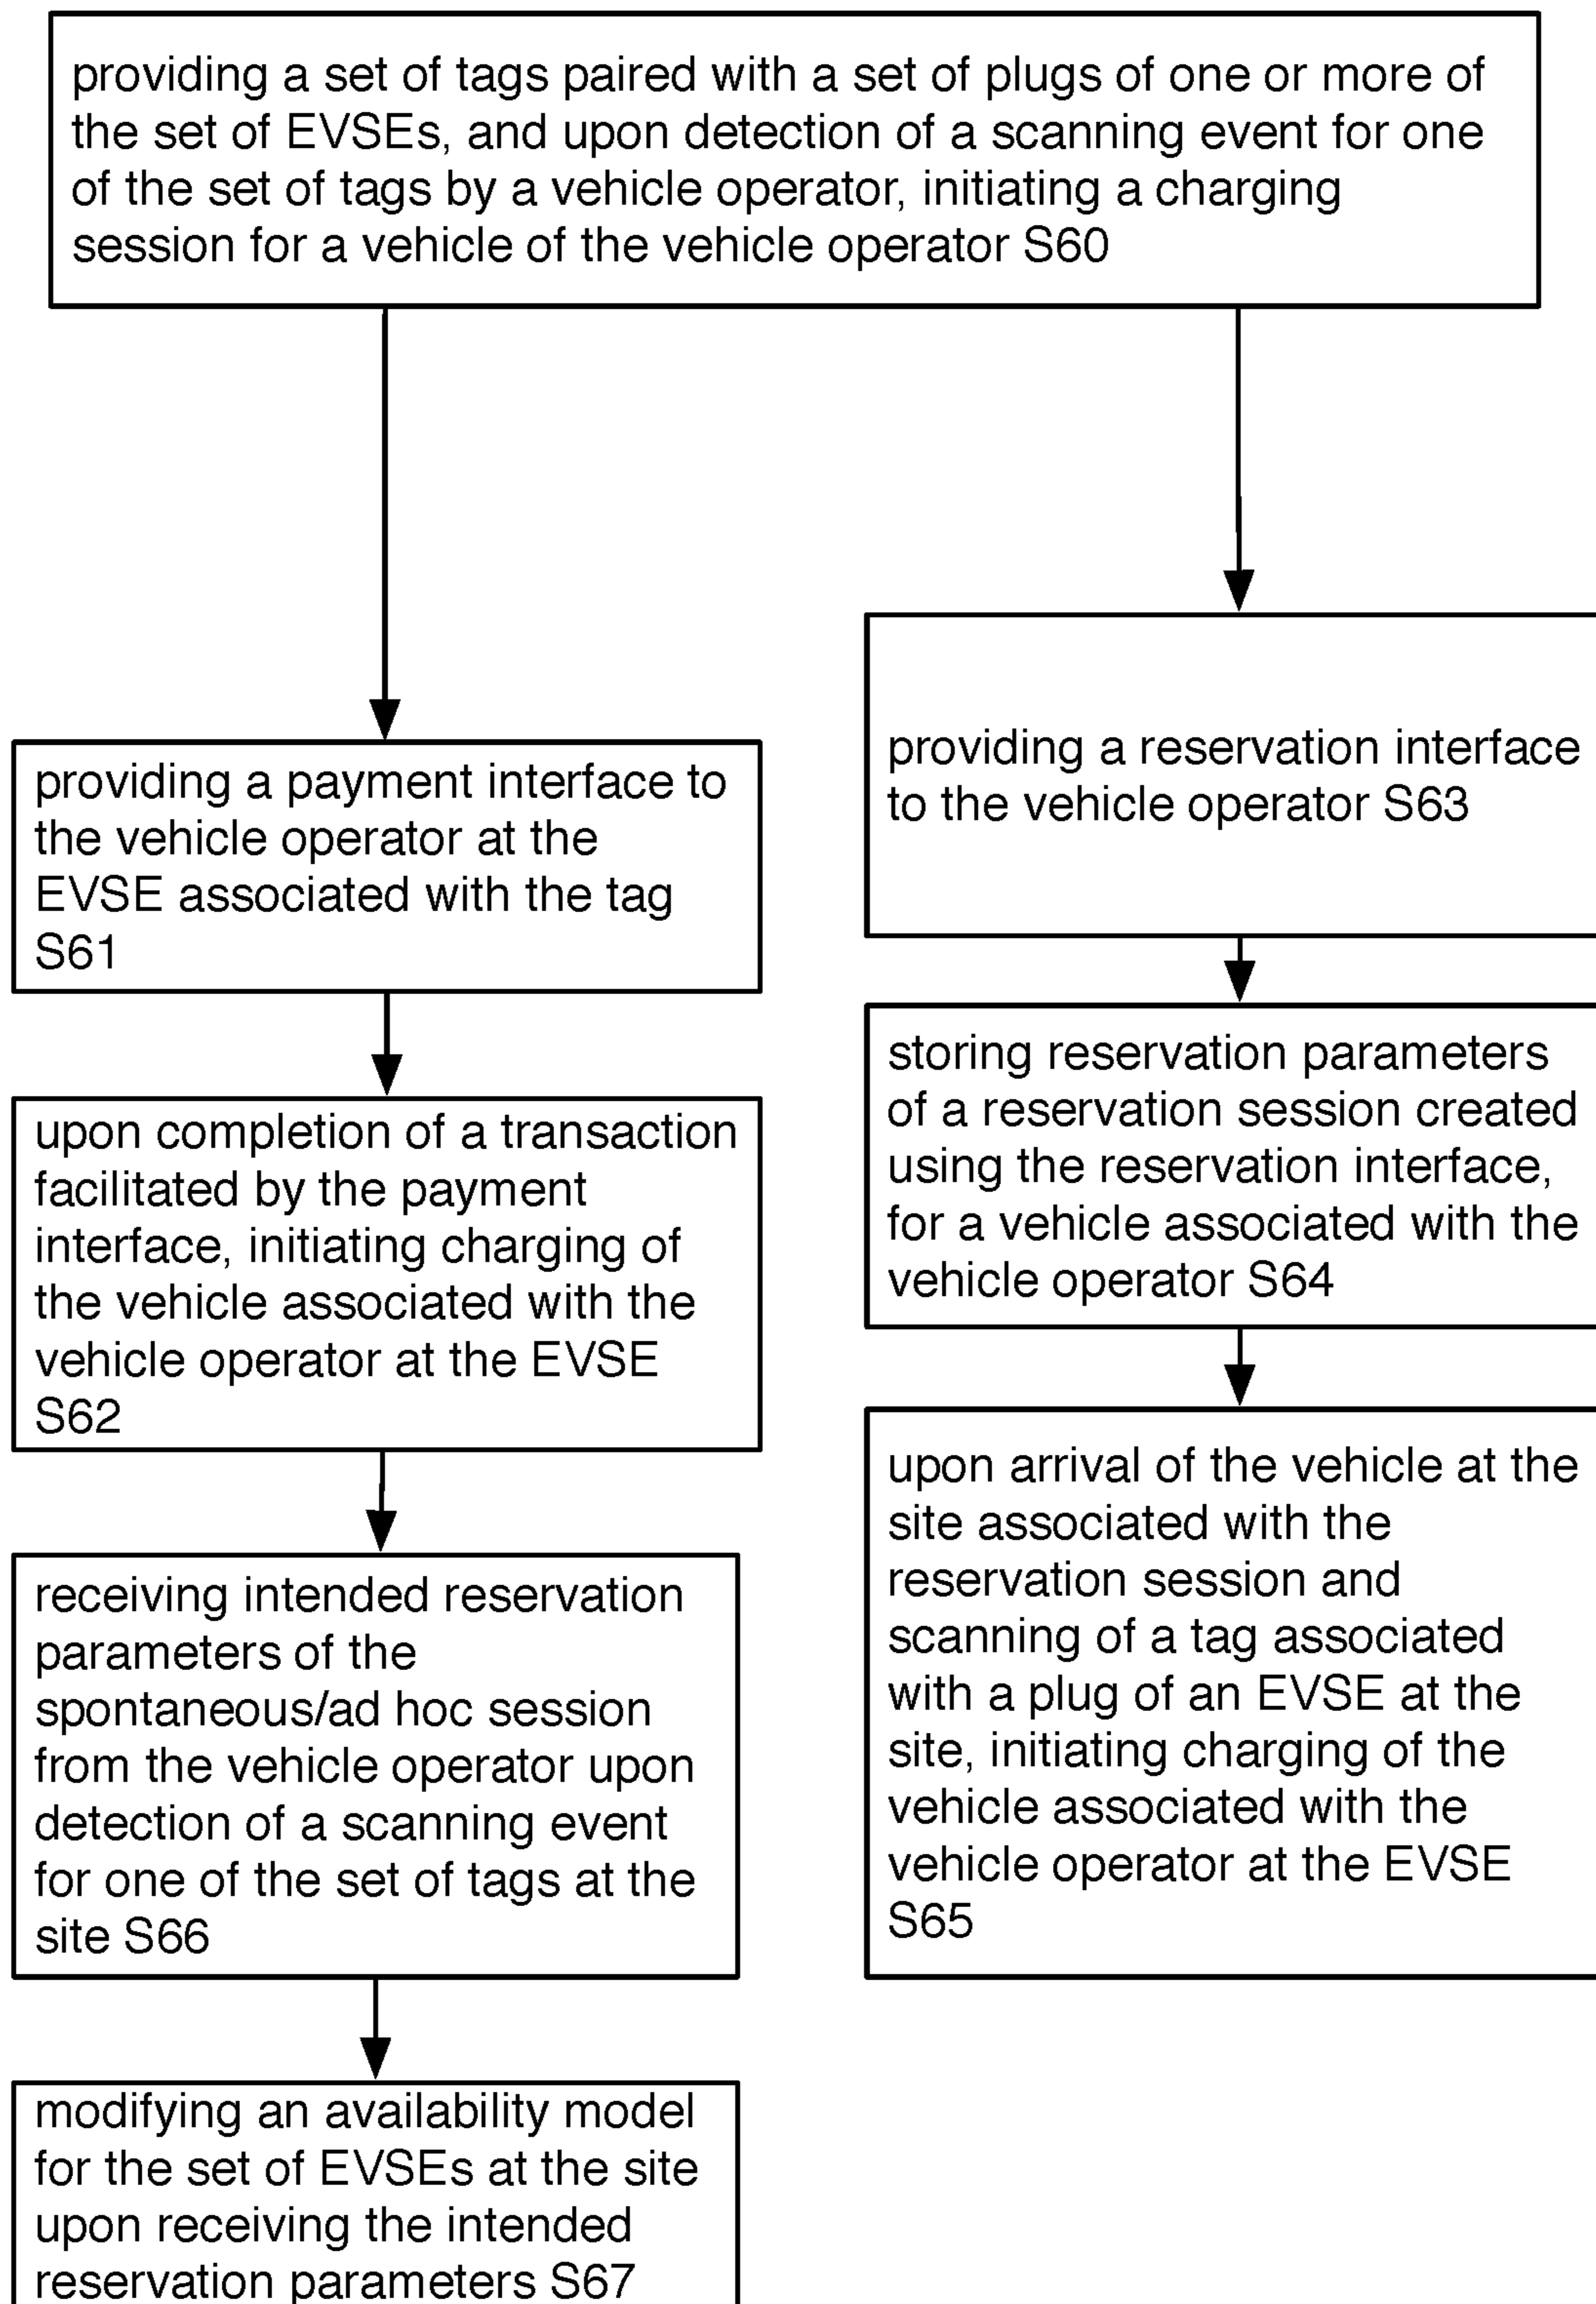 providing a set of tags paired with a set of plugs of one or more of
the set of EVSEs, and upon detection of a scanning event for one
of the set of tags by a vehicle operator, initiating a charging
session for a vehicle of the vehicle operator S60
providing a payment interface to
the vehicle operator at the
EVSE associated with the tag
S61
upon completion of a transaction
facilitated by the payment
interface, initiating charging of
the vehicle associated with the
vehicle operator at the EVSE
S62
receiving intended reservation
parameters of the
spontaneous/ad hoc session
from the vehicle operator upon
detection of a scanning event
for one of the set of tags at the
site S66
modifying an availability model
for the set of EVSEs at the site
upon receiving the intended
reservation parameters S67
providing a reservation interface
to the vehicle operator S63
storing reservation parameters
of a reservation session created
using the reservation interface,
for a vehicle associated with the
vehicle operator S64
upon arrival of the vehicle at the
site associated with the
reservation session and
scanning of a tag associated
with a plug of an EVSE at the
site, initiating charging of the
vehicle associated with the
vehicle operator at the EVSE
S65